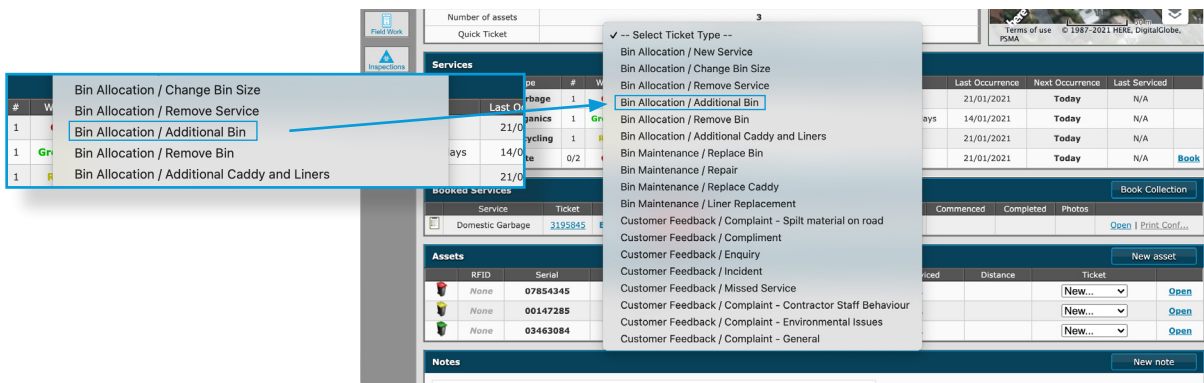 Number of assets 3
Quick Ticket
Field Work
Inspections
Terms of use © 1987-2021 HERE, DigitalGlobe,
PSMA
✓ -- Select Ticket Type --
Bin Allocation / New Service
Bin Allocation / Change Bin Size
Bin Allocation / Remove Service
Bin Allocation / Additional Bin
Bin Allocation / Remove Bin
Bin Allocation / Additional Caddy and Liners
Bin Maintenance / Replace Bin
Bin Maintenance / Repair
Bin Maintenance / Replace Caddy
Bin Maintenance / Liner Replacement
Customer Feedback / Complaint - Spilt material on road
Customer Feedback / Compliment
Customer Feedback / Enquiry
Customer Feedback / Incident
Customer Feedback / Missed Service
Customer Feedback / Complaint - Contractor Staff Behaviour
Customer Feedback / Complaint - Environmental Issues
Customer Feedback / Complaint - General
Bin Allocation / Change Bin Size
Bin Allocation / Remove Service
Bin Allocation / Additional Bin
Bin Allocation / Remove Bin
Bin Allocation / Additional Caddy and Liners
Services
# Last Occurrence Next Occurrence Last Serviced
1 21/01/2021 Today N/A
1 ays 14/01/2021 Today N/A
1 21/01/2021 Today N/A
0/2 21/01/2021 Today N/A Book
Booked Services Book Collection
Service Ticket Commenced Completed Photos
Domestic Garbage 3195845 Open | Print Conf...
Assets New asset
RFID Serial Distance Ticket
None 07854345 New... Open
None 00147285 New... Open
None 03463084 New... Open
Notes New note